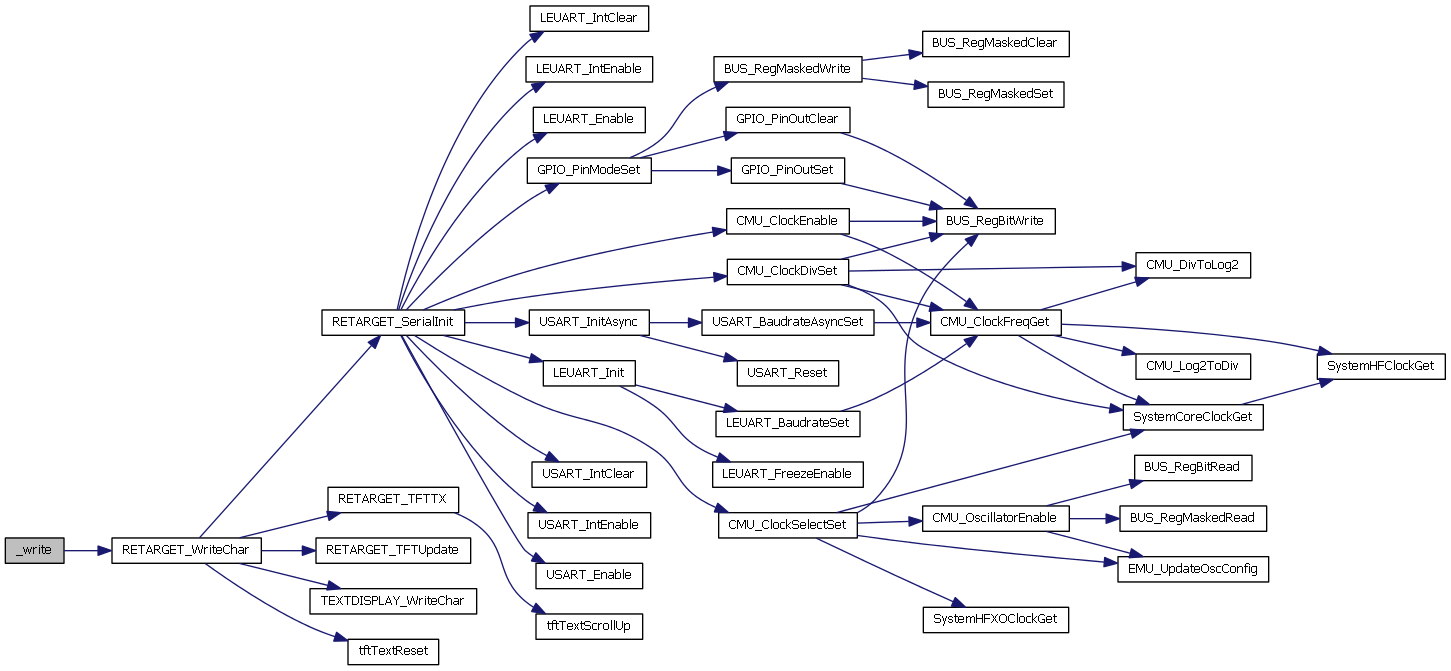 LEUART_IntClear
BUS_RegMaskedClear
LEUART_IntEnable
BUS_RegMaskedWrite
BUS_RegMaskedSet
LEUART_Enable
GPIO_PinOutClear
GPIO_PinModeSet
GPIO_PinOutSet
CMU_ClockEnable
BUS_RegBitWrite
CMU_ClockDivSet
CMU_DivToLog2
RETARGET_SerialInit
USART_InitAsync
USART_BaudrateAsyncSet
CMU_ClockFreqGet
LEUART_Init
USART_Reset
CMU_Log2ToDiv
SystemHFClockGet
LEUART_BaudrateSet
SystemCoreClockGet
USART_IntClear
LEUART_FreezeEnable
BUS_RegBitRead
RETARGET_TFTTX
USART_IntEnable
CMU_ClockSelectSet
CMU_OscillatorEnable
BUS_RegMaskedRead
_write
RETARGET_WriteChar
RETARGET_TFTUpdate
USART_Enable
EMU_UpdateOscConfig
TEXTDISPLAY_WriteChar
tftTextScrollUp
SystemHFXOClockGet
tftTextReset